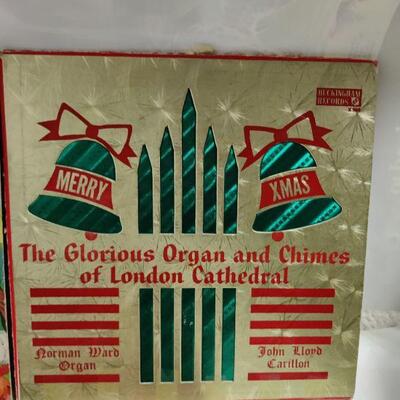 BUCKINGHAM
RECORDS
MERRY
XMAS
The Glorious Organ and Chimes
of London Cathedral
Norman Ward
Organ
John Lloyd
Carillon